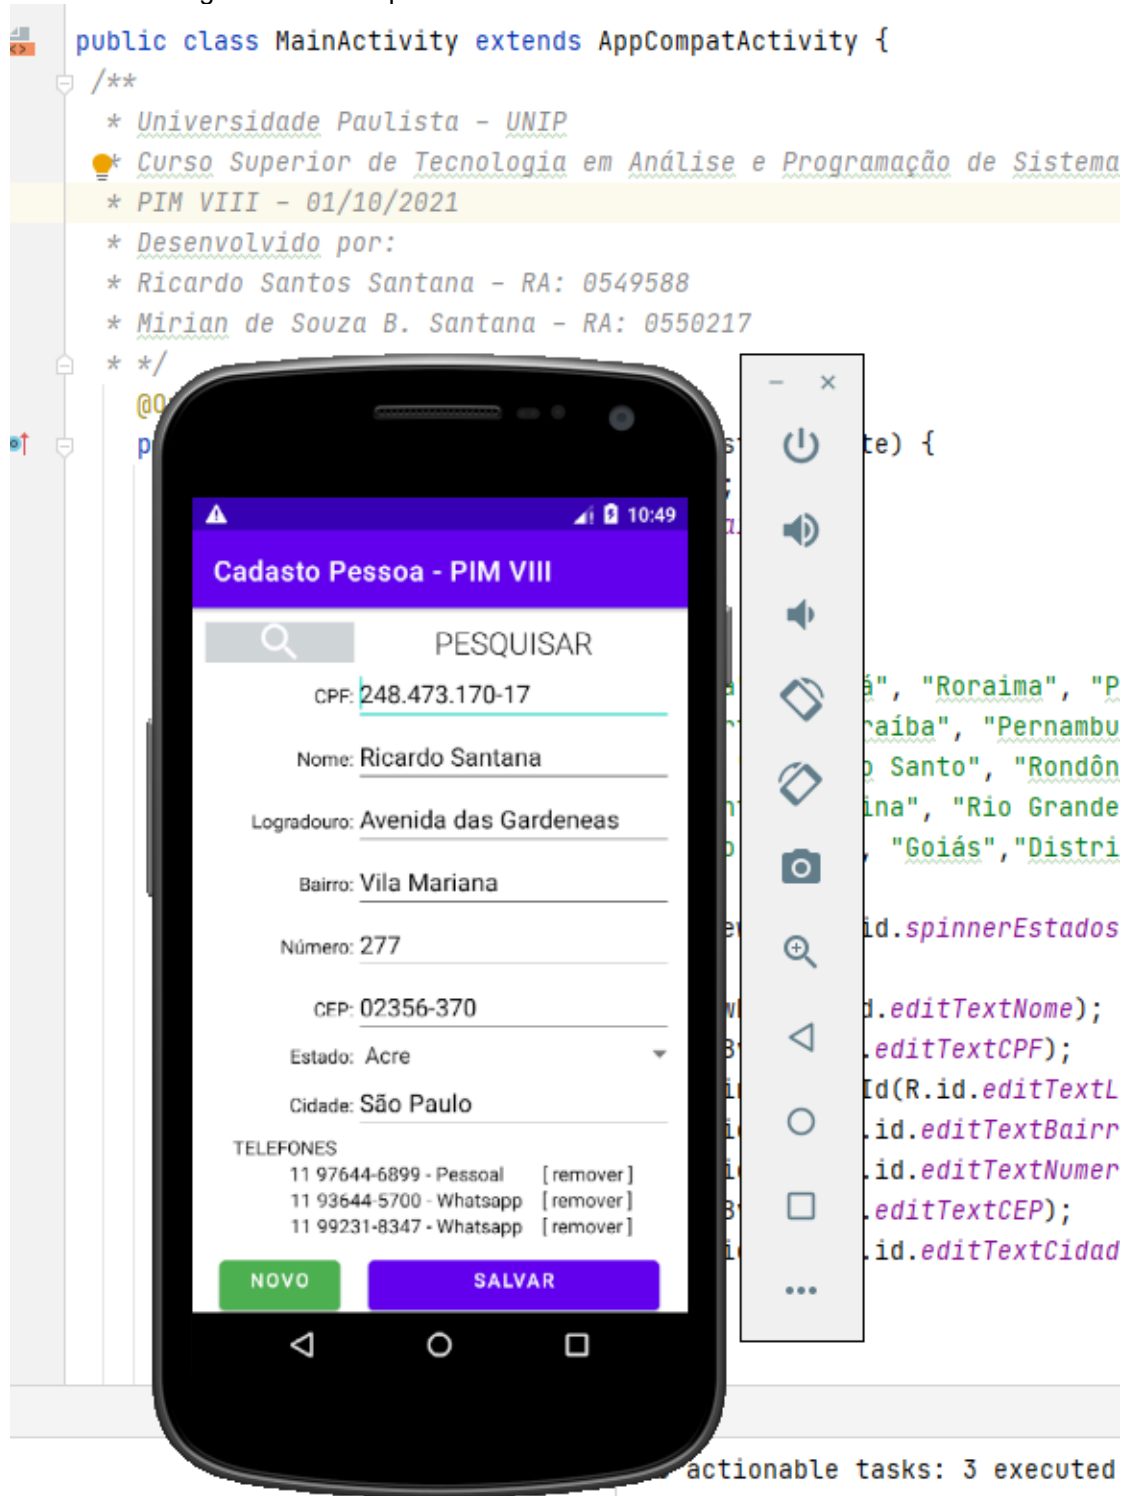 public class MainActivity extends AppCompatActivity {
/**
* Universidade Paulista – UNIP
* Curso Superior de Tecnologia em Análise e Programação de Sistema
* PIM VIII – 01/10/2021
* Desenvolvido por:
* Ricardo Santos Santana – RA: 0549588
* Mirian de Souza B. Santana – RA: 0550217
* */
te) {
10:49
Cadasto Pessoa - PIM VIII
PESQUISAR
CPF: 248.473.170-17
Nome: Ricardo Santana
Logradouro: Avenida das Gardeneas
Bairro: Vila Mariana
Número: 277
CEP: 02356-370
Estado: Acre
Cidade: São Paulo
TELEFONES
11 97644-6899 - Pessoal [ remover ]
11 93644-5700 - Whatsapp [ remover ]
11 99231-8347 - Whatsapp [ remover ]
NOVO SALVAR
á", "Roraima", "P
raíba", "Pernambu
o Santo", "Rondôn
ina", "Rio Grande
, "Goiás","Distri
id.spinnerEstados
d.editTextNome);
.editTextCPF);
Id(R.id.editTextL
.id.editTextBairr
.id.editTextNumer
.editTextCEP);
.id.editTextCidad
actionable tasks: 3 executed